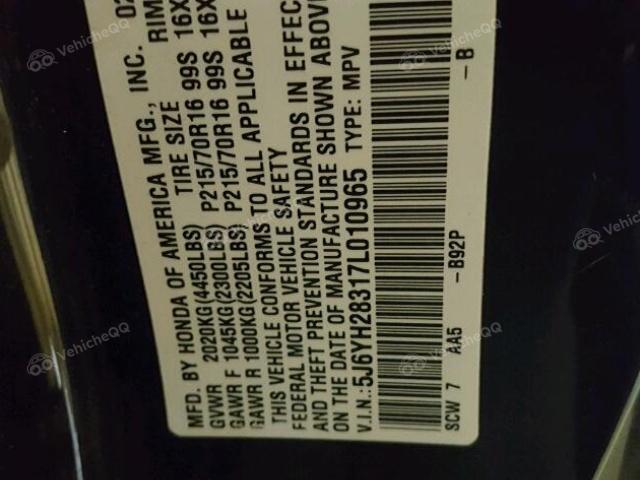 MFD. BY HONDA OF AMERICA MFG., INC. 02
GVWR 2020KG(4450LBS) TIRE SIZE RIM
GAWR F 1045KG(2300LBS) P215/70R16 99S 16X
GAWR R 1000KG(2205LBS) P215/70R16 99S 16X
THIS VEHICLE CONFORMS TO ALL APPLICABLE
FEDERAL MOTOR VEHICLE SAFETY
AND THEFT PREVENTION STANDARDS IN EFFEC
ON THE DATE OF MANUFACTURE SHOWN ABOV
V.I.N.:5J6YH28317L010965 TYPE: MPV
SCW 7 AA5 -B92P -B
VehicheQQ
VehicheQQ
VehicheQQ
VehicheQQ
VehicheQQ
VehicheQQ